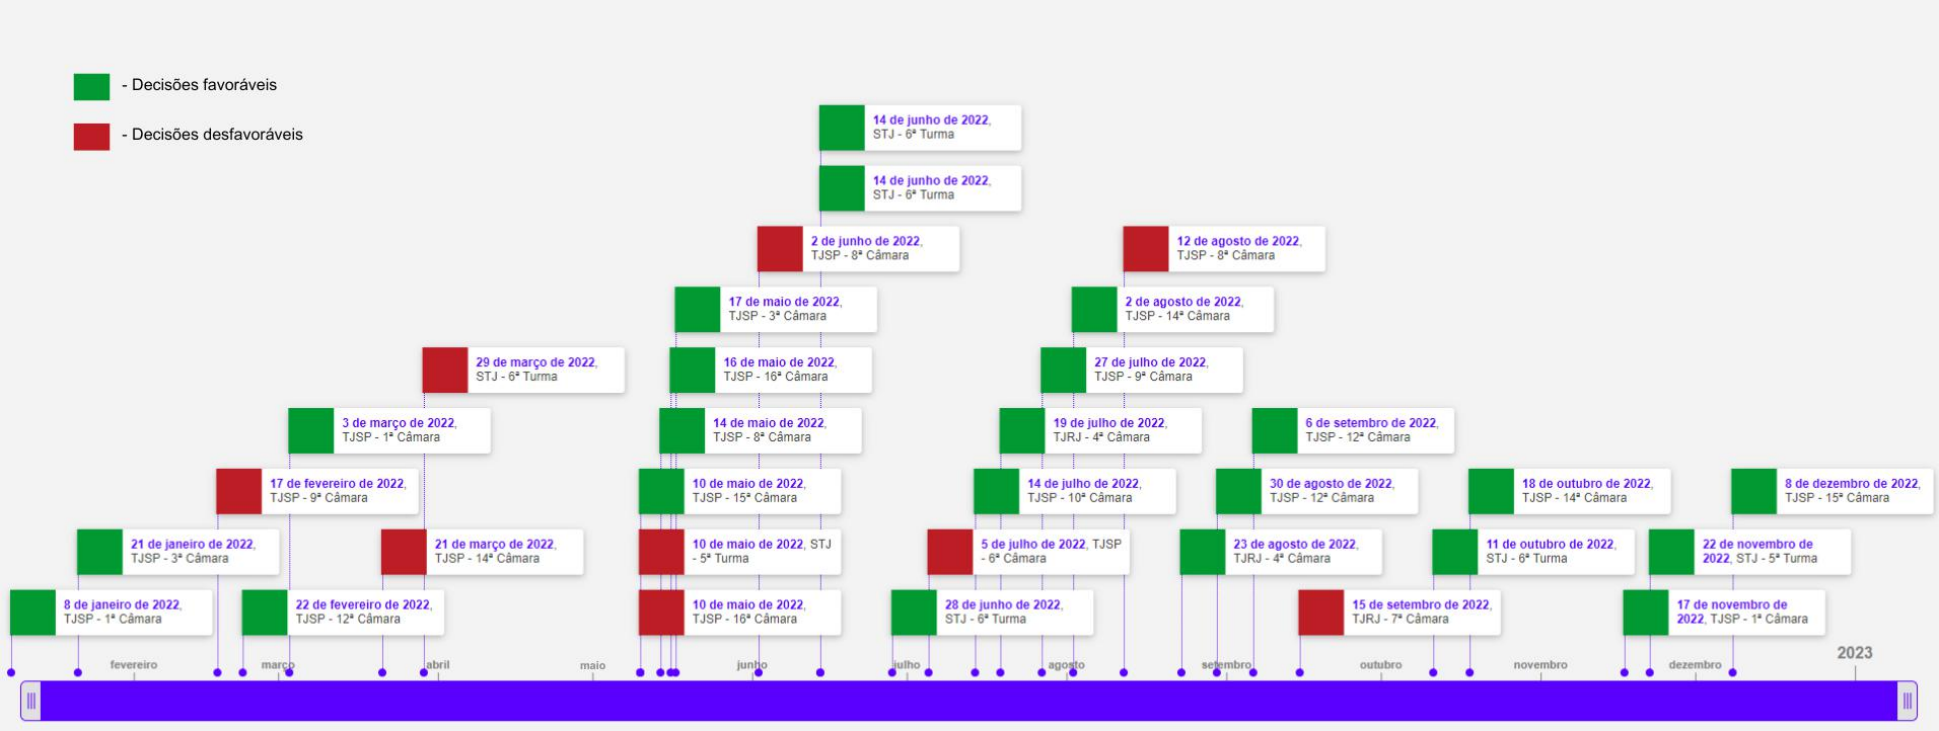 - Decisões favoráveis
- Decisões desfavoráveis
14 de junho de 2022,
STJ - 6ª Turma
14 de junho de 2022,
STJ - 6ª Turma
2 de junho de 2022,
TJSP - 8ª Câmara
12 de agosto de 2022,
TJSP - 8ª Câmara
17 de maio de 2022,
TJSP - 3ª Câmara
2 de agosto de 2022,
TJSP - 14ª Câmara
29 de março de 2022,
STJ - 6ª Turma
16 de maio de 2022,
TJSP - 16ª Câmara
27 de julho de 2022,
TJSP - 9ª Câmara
3 de março de 2022,
TJSP - 1ª Câmara
14 de maio de 2022,
TJSP - 8ª Câmara
19 de julho de 2022,
TJRJ - 4ª Câmara
6 de setembro de 2022,
TJSP - 12ª Câmara
17 de fevereiro de 2022,
TJSP - 9ª Câmara
10 de maio de 2022,
TJSP - 15ª Câmara
14 de julho de 2022,
TJSP - 10ª Câmara
30 de agosto de 2022,
TJSP - 12ª Câmara
18 de outubro de 2022,
TJSP - 14ª Câmara
8 de dezembro de 2022,
TJSP - 15ª Câmara
21 de janeiro de 2022,
TJSP - 3ª Câmara
21 de março de 2022,
TJSP - 14ª Câmara
10 de maio de 2022, STJ
- 5ª Turma
5 de julho de 2022, TJSP
- 6ª Câmara
23 de agosto de 2022,
TJRJ - 4ª Câmara
11 de outubro de 2022,
STJ - 6ª Turma
22 de novembro de
2022, STJ - 5ª Turma
8 de janeiro de 2022,
TJSP - 1ª Câmara
22 de fevereiro de 2022,
TJSP - 12ª Câmara
10 de maio de 2022,
TJSP - 16ª Câmara
28 de junho de 2022,
STJ - 6ª Turma
15 de setembro de 2022,
TJRJ - 7ª Câmara
17 de novembro de
2022, TJSP - 1ª Câmara
fevereiro março abril maio junho julho agosto setembro outubro novembro dezembro 2023